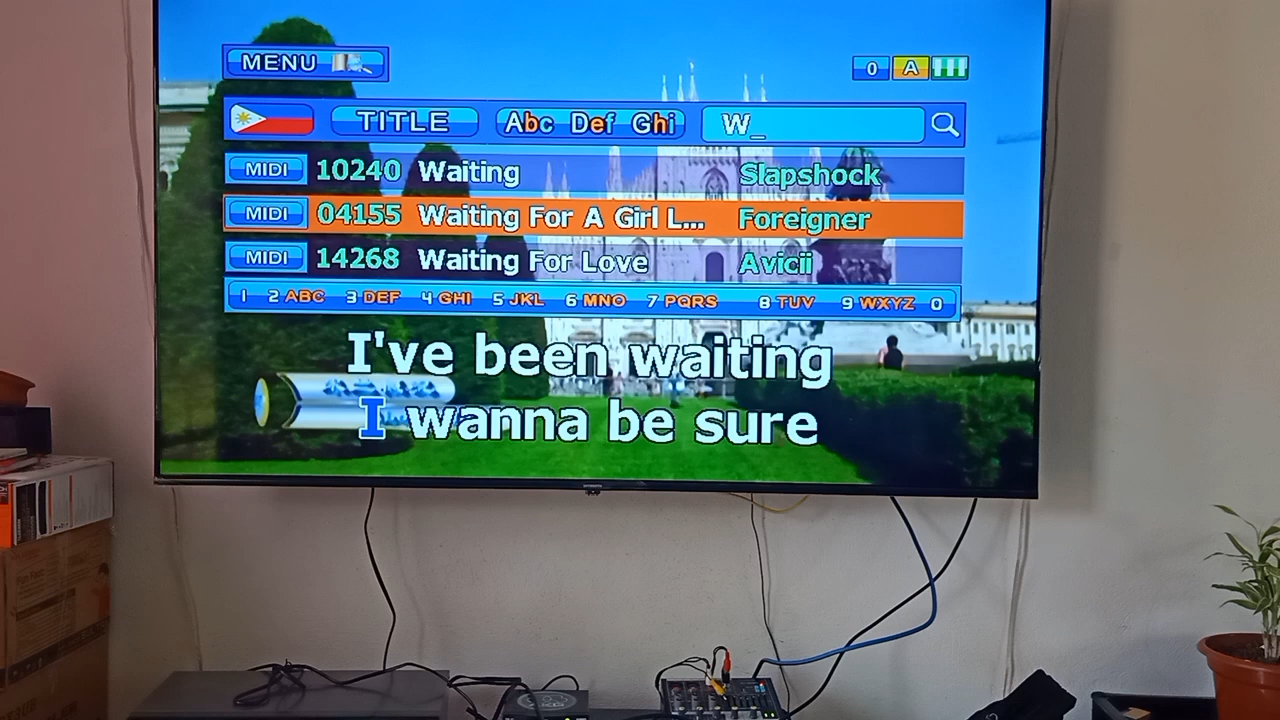 MENU
0 A
TITLE Abc Def Ghi W_
MIDI 10240 Waiting Slapshock
MIDI 04155 Waiting For A Girl L... Foreigner
MIDI 14268 Waiting For Love Avicii
1 2 ABC 3 DEF 4 GHI 5 JKL 6 MNO 7 PQRS 8 TUV 9 WXYZ 0
I've been waiting
I wanna be sure